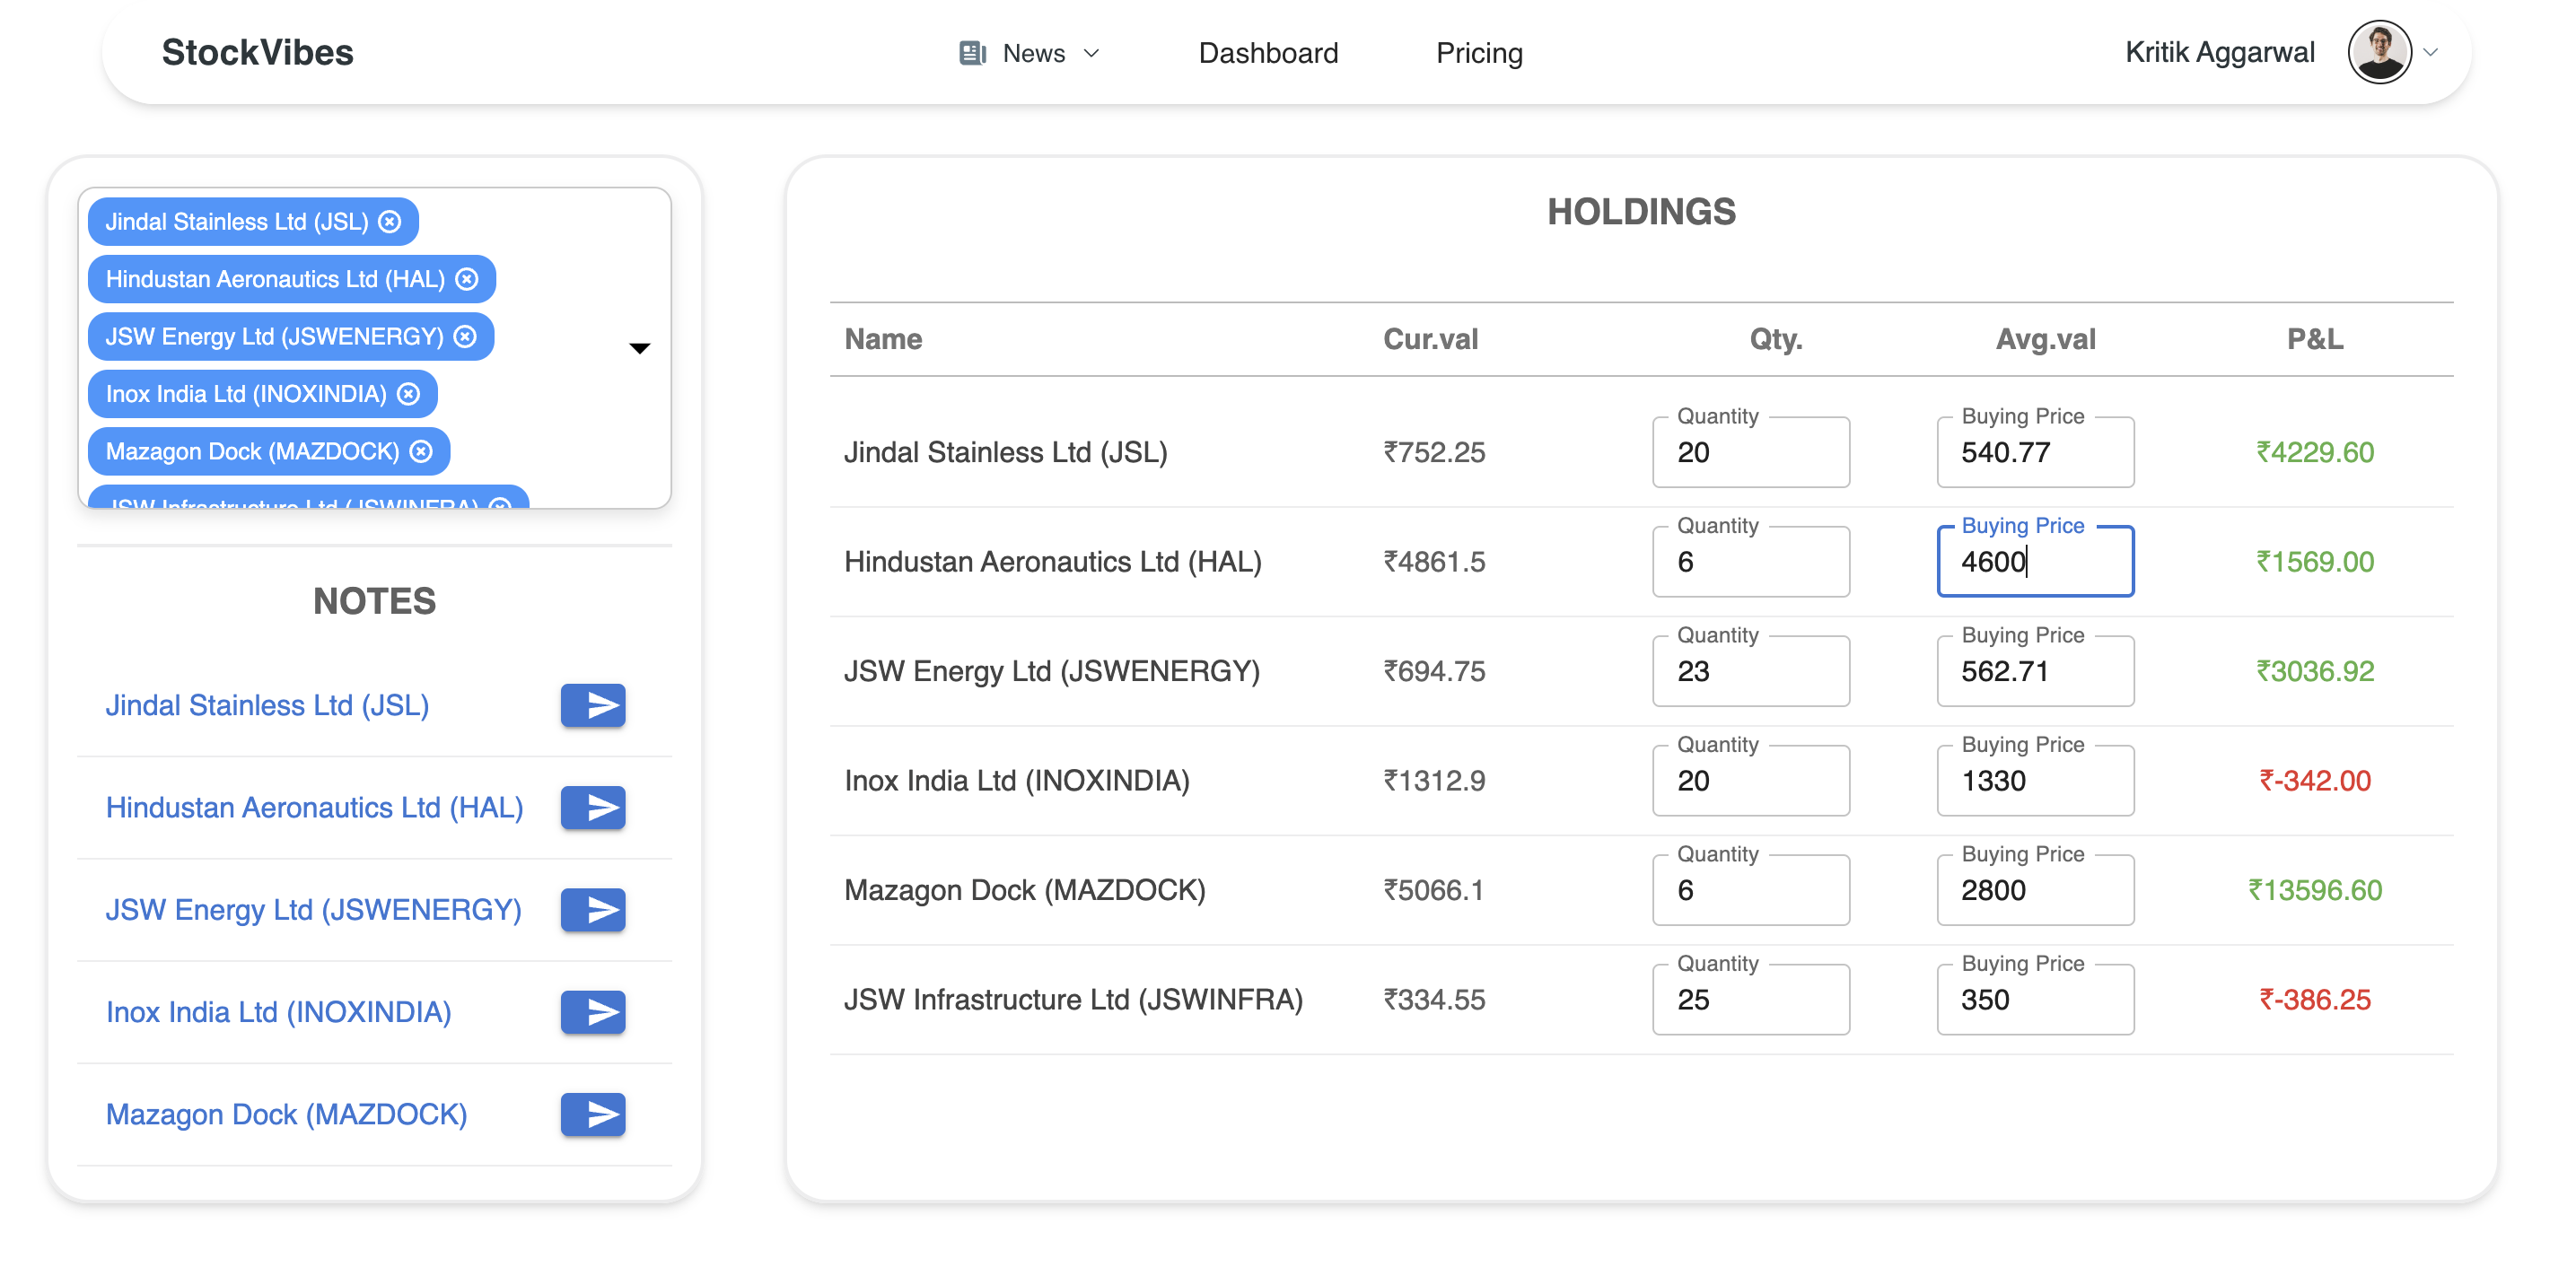 StockVibes
News
Dashboard
Pricing
Kritik Aggarwal
Jindal Stainless Ltd (JSL)
Hindustan Aeronautics Ltd (HAL)
JSW Energy Ltd (JSWENERGY)
Inox India Ltd (INOXINDIA)
Mazagon Dock (MAZDOCK)
JSW Infrastructure Ltd (JSWINFRA)
NOTES
Jindal Stainless Ltd (JSL)
Hindustan Aeronautics Ltd (HAL)
JSW Energy Ltd (JSWENERGY)
Inox India Ltd (INOXINDIA)
Mazagon Dock (MAZDOCK)
HOLDINGS
Name Cur.val Qty. Avg.val P&L
Quantity Buying Price
Jindal Stainless Ltd (JSL) ₹752.25 20 540.77 ₹4229.60
Quantity Buying Price
Hindustan Aeronautics Ltd (HAL) ₹4861.5 6 4600 ₹1569.00
Quantity Buying Price
JSW Energy Ltd (JSWENERGY) ₹694.75 23 562.71 ₹3036.92
Quantity Buying Price
Inox India Ltd (INOXINDIA) ₹1312.9 20 1330 ₹-342.00
Quantity Buying Price
Mazagon Dock (MAZDOCK) ₹5066.1 6 2800 ₹13596.60
Quantity Buying Price
JSW Infrastructure Ltd (JSWINFRA) ₹334.55 25 350 ₹-386.25